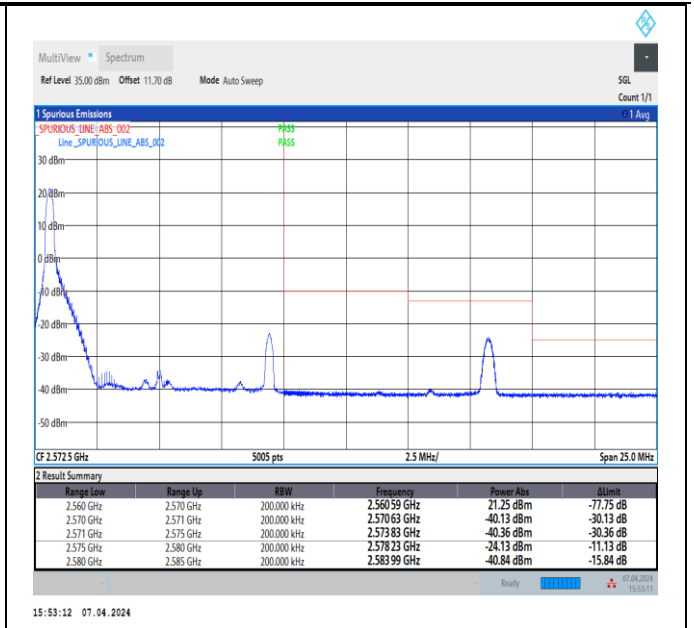 MultiView Spectrum
Ref Level 35.00 dBm Offset 11.70 dB Mode Auto Sweep SGL
Count 1/1
1 Spurious Emissions 1 Avg
_SPURIOUS_LINE_ABS_002 PASS
Line _SPURIOUS_LINE_ABS_002 PASS
30 dBm
20 dBm
10 dBm
0 dBm
-10 dBm
-20 dBm
-30 dBm
-40 dBm
-50 dBm
CF 2.5725 GHz 5005 pts 2.5 MHz/ Span 25.0 MHz
2 Result Summary
Range Low Range Up RBW Frequency Power Abs ΔLimit
2.560 GHz 2.570 GHz 200.000 kHz 2.56059 GHz 21.25 dBm -77.75 dB
2.570 GHz 2.571 GHz 200.000 kHz 2.57063 GHz -40.13 dBm -30.13 dB
2.571 GHz 2.575 GHz 200.000 kHz 2.57383 GHz -40.36 dBm -30.36 dB
2.575 GHz 2.580 GHz 200.000 kHz 2.57823 GHz -24.13 dBm -11.13 dB
2.580 GHz 2.585 GHz 200.000 kHz 2.58399 GHz -40.84 dBm -15.84 dB
Ready 07.04.2024
15:53:11
15:53:12 07.04.2024